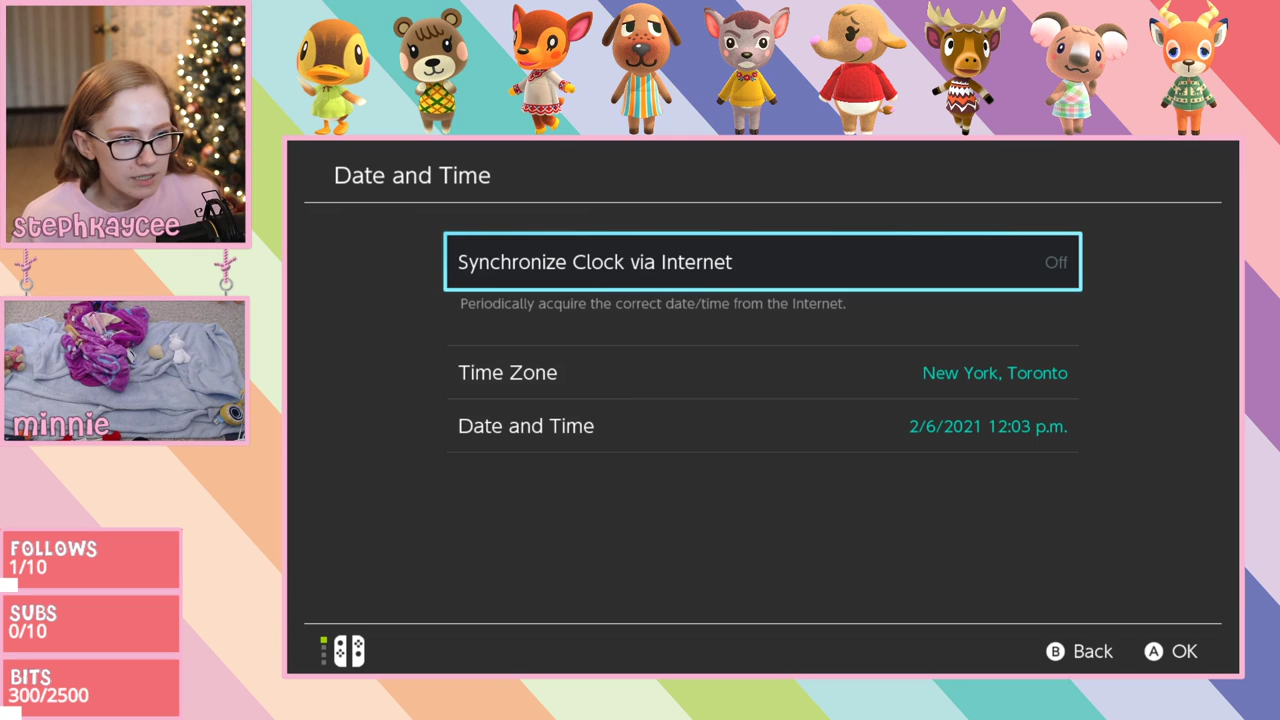 stephkaycee
minnie
FOLLOWS
1/10
SUBS
0/10
BITS
300/2500
Date and Time
Synchronize Clock via Internet Off
Periodically acquire the correct date/time from the Internet.
Time Zone New York, Toronto
Date and Time 2/6/2021 12:03 p.m.
B Back A OK